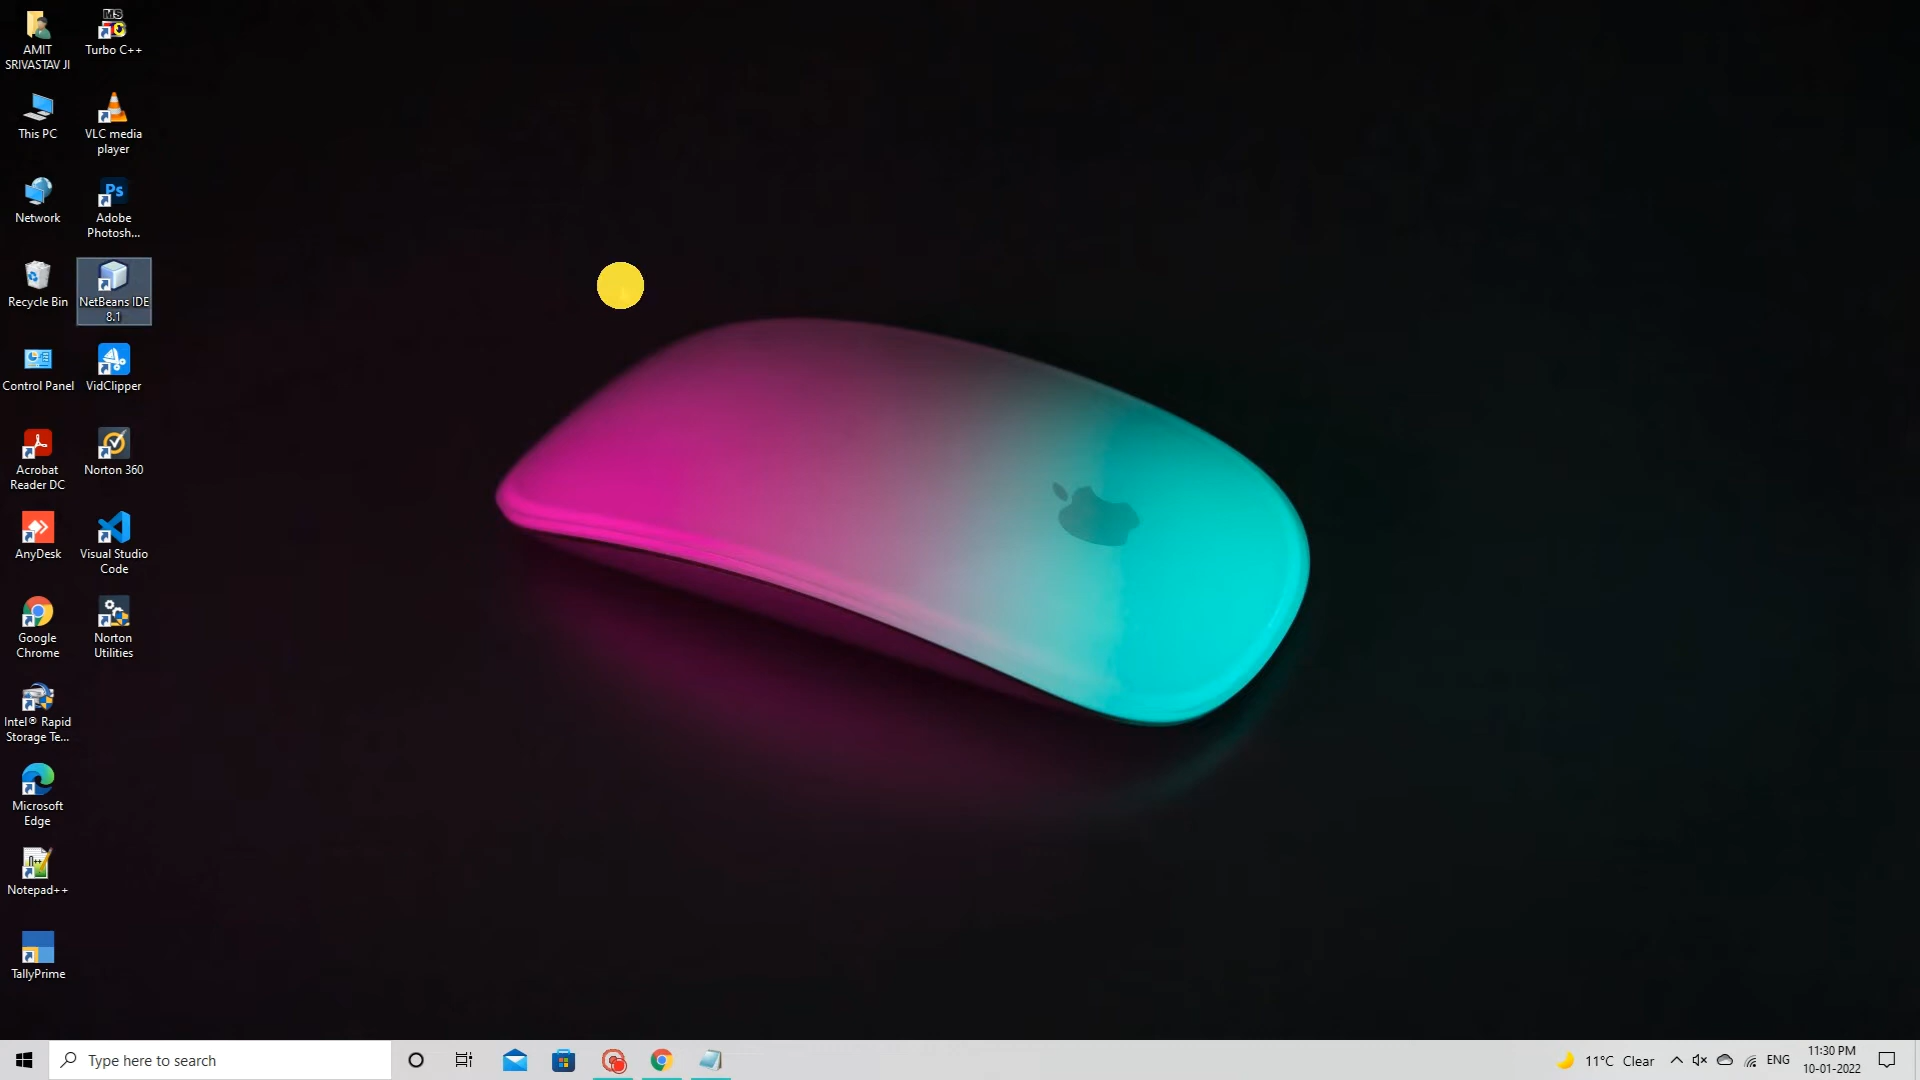 AMIT
SRIVASTAV JI
Turbo C++
This PC
VLC media
player
Network
Ps
Adobe
Photosh...
Recycle Bin
NetBeans IDE
8.1
Control Panel
VidClipper
Acrobat
Reader DC
Norton 360
AnyDesk
Visual Studio
Code
Google
Chrome
Norton
Utilities
Intel® Rapid
Storage Te...
Microsoft
Edge
Notepad++
TallyPrime
MS
Type here to search
11°C Clear
ENG
11:30 PM
10-01-2022